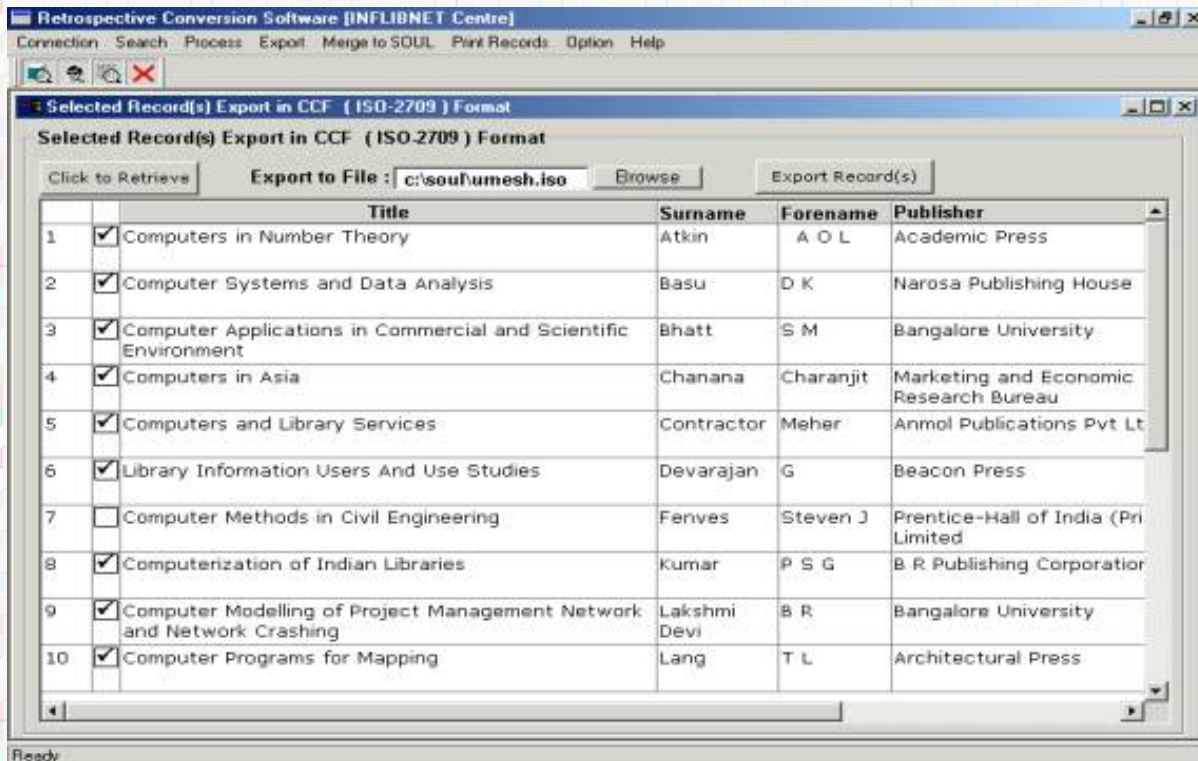 Retrospective Conversion Software [INFLIBNET Centre]
Connection Search Process Export Merge to SOUL Print Records Option Help
Selected Record(s) Export in CCF ( ISO-2709 ) Format
Selected Record(s) Export in CCF ( ISO-2709 ) Format
Click to Retrieve Export to File : c:\soul\umesh.iso Browse Export Record(s)
Title Surname Forename Publisher
1 Computers in Number Theory Atkin A O L Academic Press
2 Computer Systems and Data Analysis Basu D K Narosa Publishing House
3 Computer Applications in Commercial and Scientific Bhatt S M Bangalore University
Environment
4 Computers in Asia Chanana Charanjit Marketing and Economic
Research Bureau
5 Computers and Library Services Contractor Meher Anmol Publications Pvt Lt
6 Library Information Users And Use Studies Devarajan G Beacon Press
7 Computer Methods in Civil Engineering Fenves Steven J Prentice-Hall of India (Pri
Limited
8 Computerization of Indian Libraries Kumar P S G B R Publishing Corporation
9 Computer Modelling of Project Management Network Lakshmi B R Bangalore University
and Network Crashing Devi
10 Computer Programs for Mapping Lang T L Architectural Press
Ready